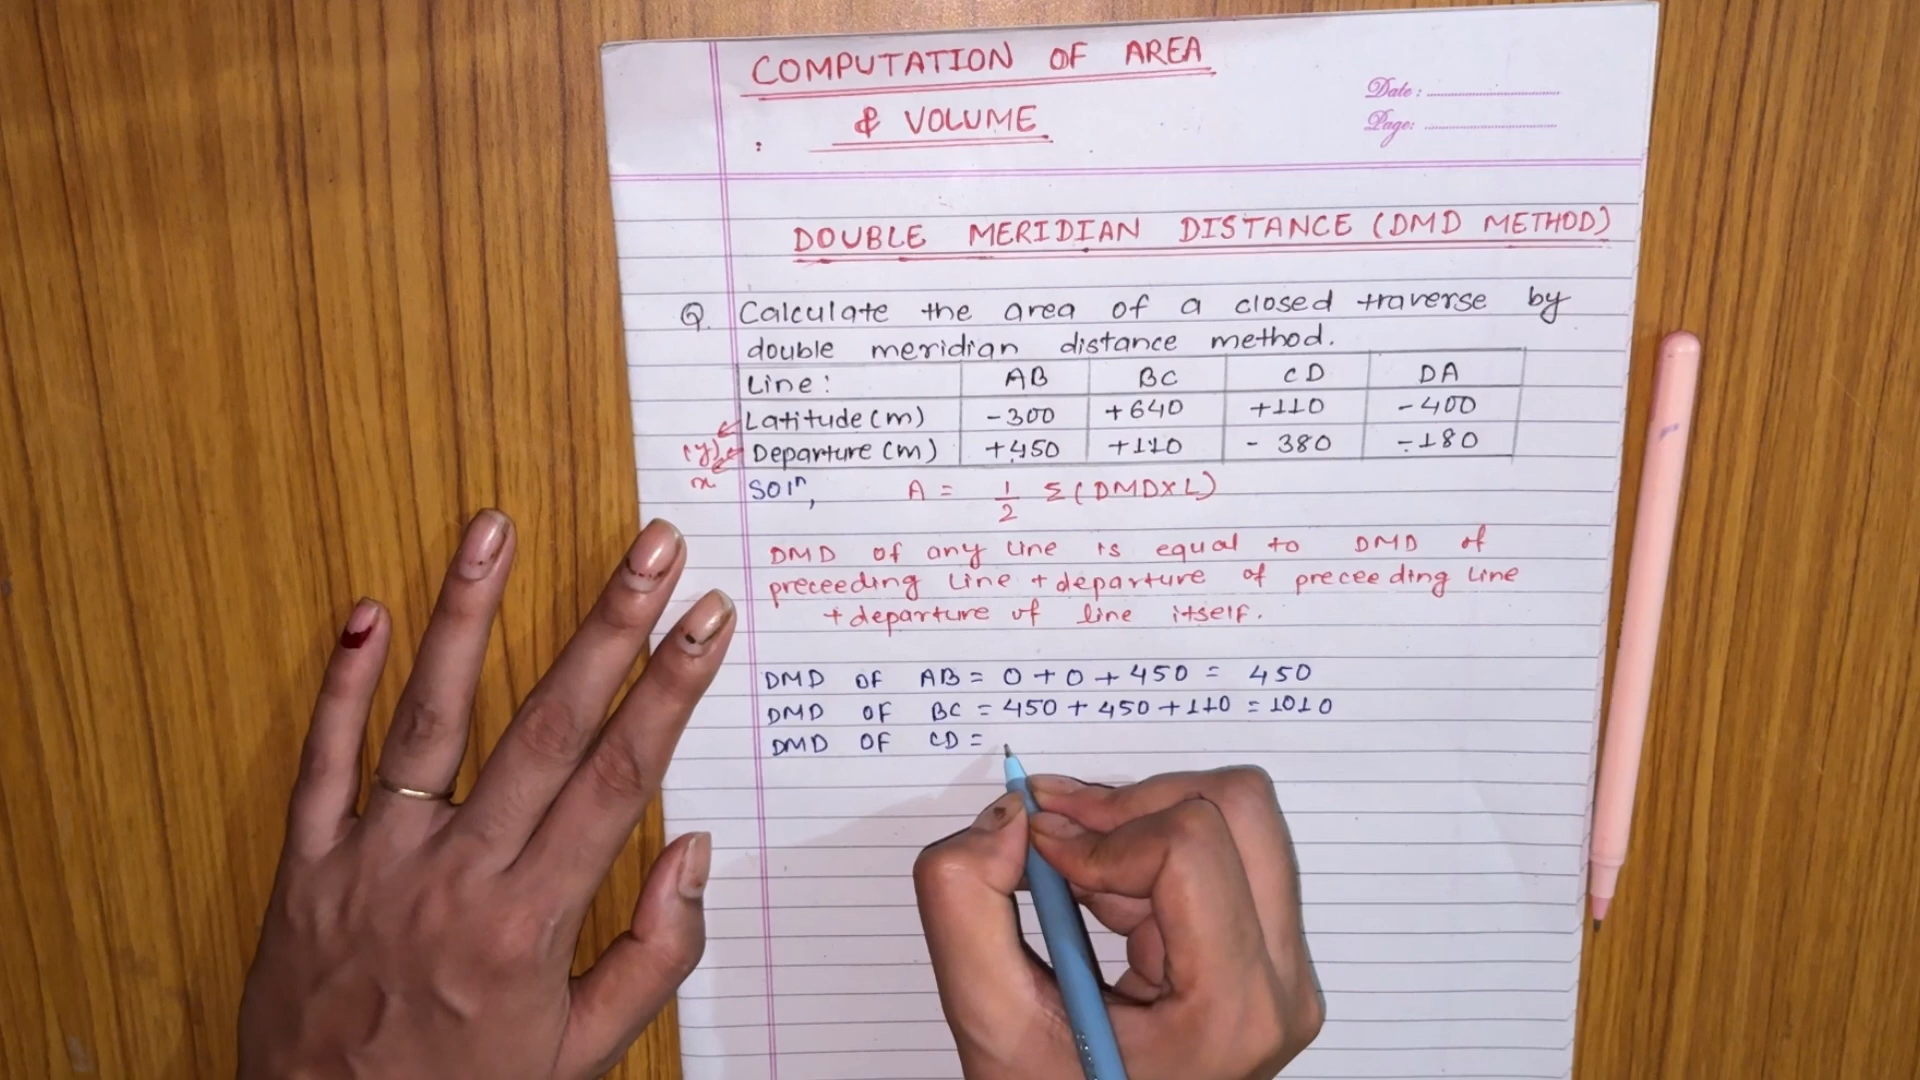 COMPUTATION OF AREA
& VOLUME
Date:
Page:
DOUBLE MERIDIAN DISTANCE (DMD METHOD)
Q. Calculate the area of a closed traverse by
double meridian distance method.
Line: AB BC CD DA
Latitude (m) -300 +640 +110 -400
(y) Departure (m) +450 +110 - 380 -180
x Solⁿ, A = 1/2 Σ (DMD×L)
DMD of any line is equal to DMD of
preceeding line + departure of preceeding line
+ departure of line itself.
DMD OF AB = 0 + 0 + 450 = 450
DMD OF BC = 450 + 450 + 110 = 1010
DMD OF CD =